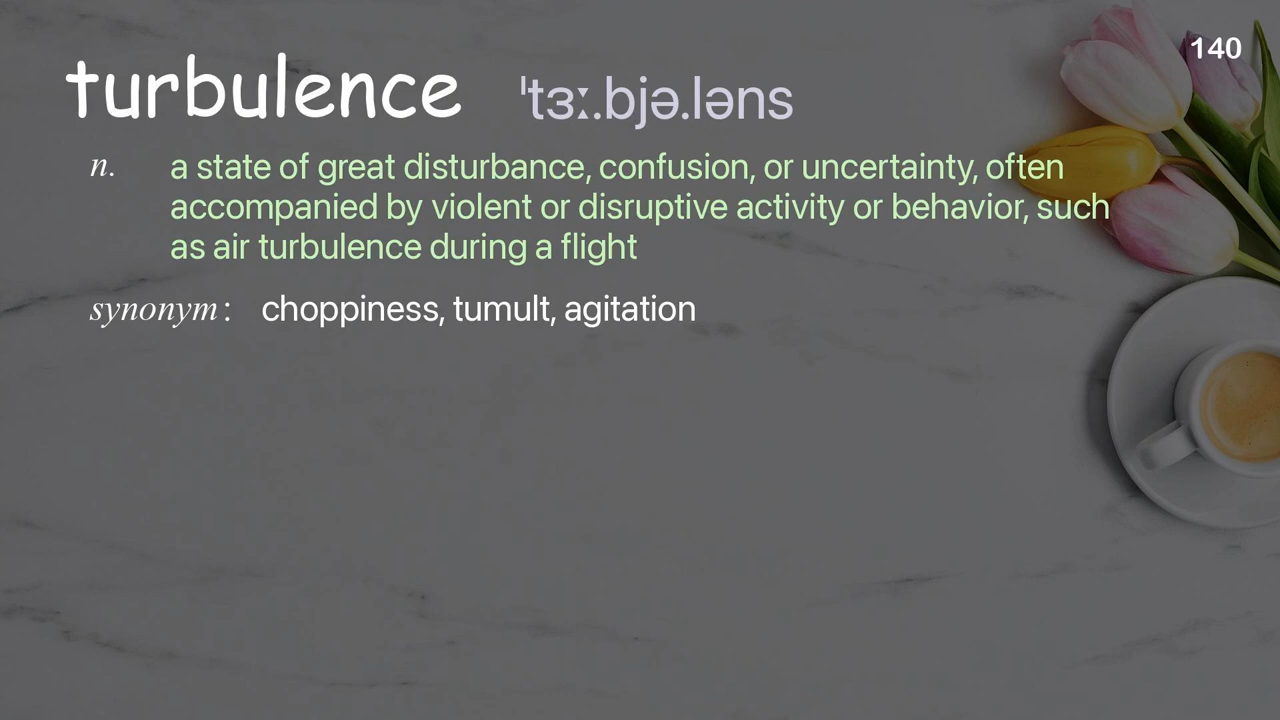 140
turbulence ˈtɜː.bjə.ləns
n. a state of great disturbance, confusion, or uncertainty, often
accompanied by violent or disruptive activity or behavior, such
as air turbulence during a flight
synonym : choppiness, tumult, agitation